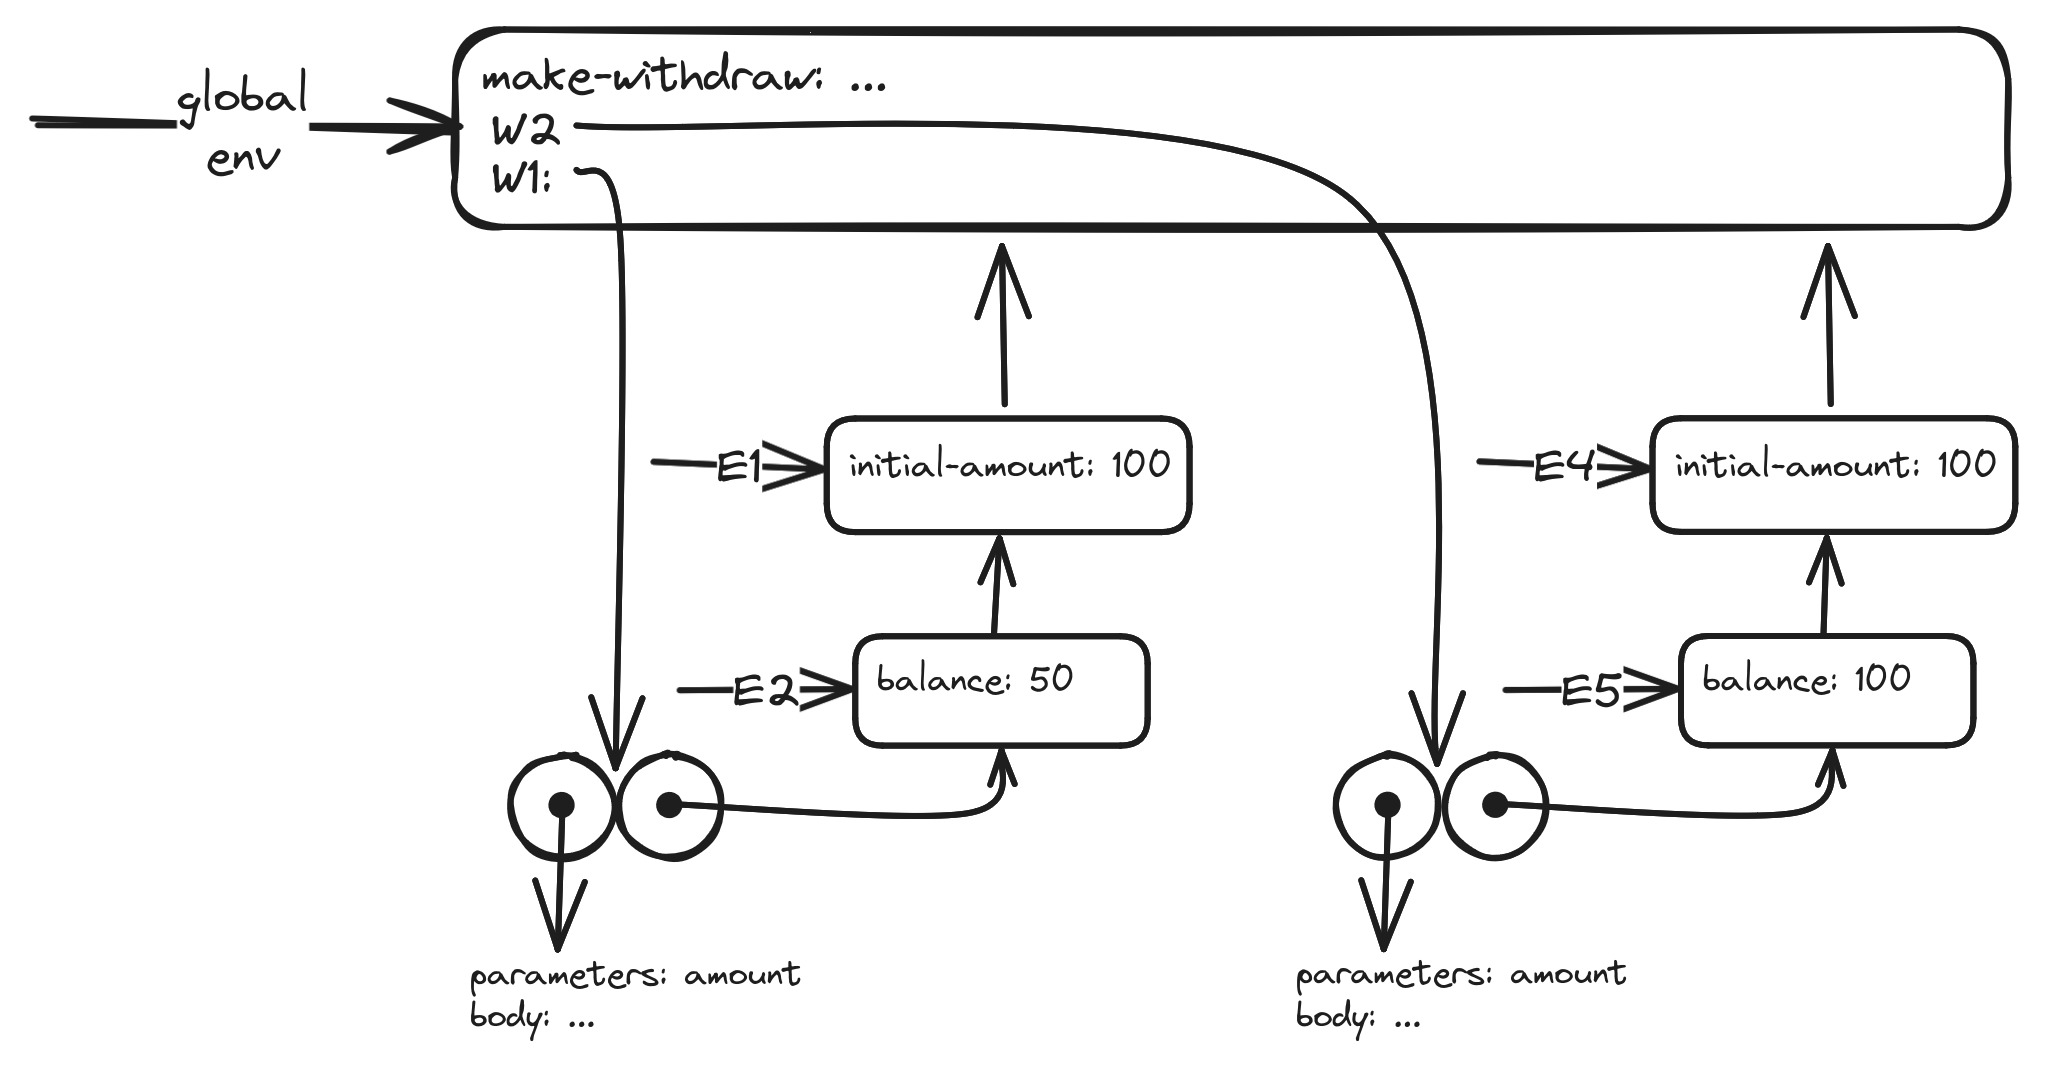 global
env
make-withdraw: ...
W2
W1:
E1
initial-amount: 100
E4
initial-amount: 100
E2
balance: 50
E5
balance: 100
parameters: amount
body: ...
parameters: amount
body: ...